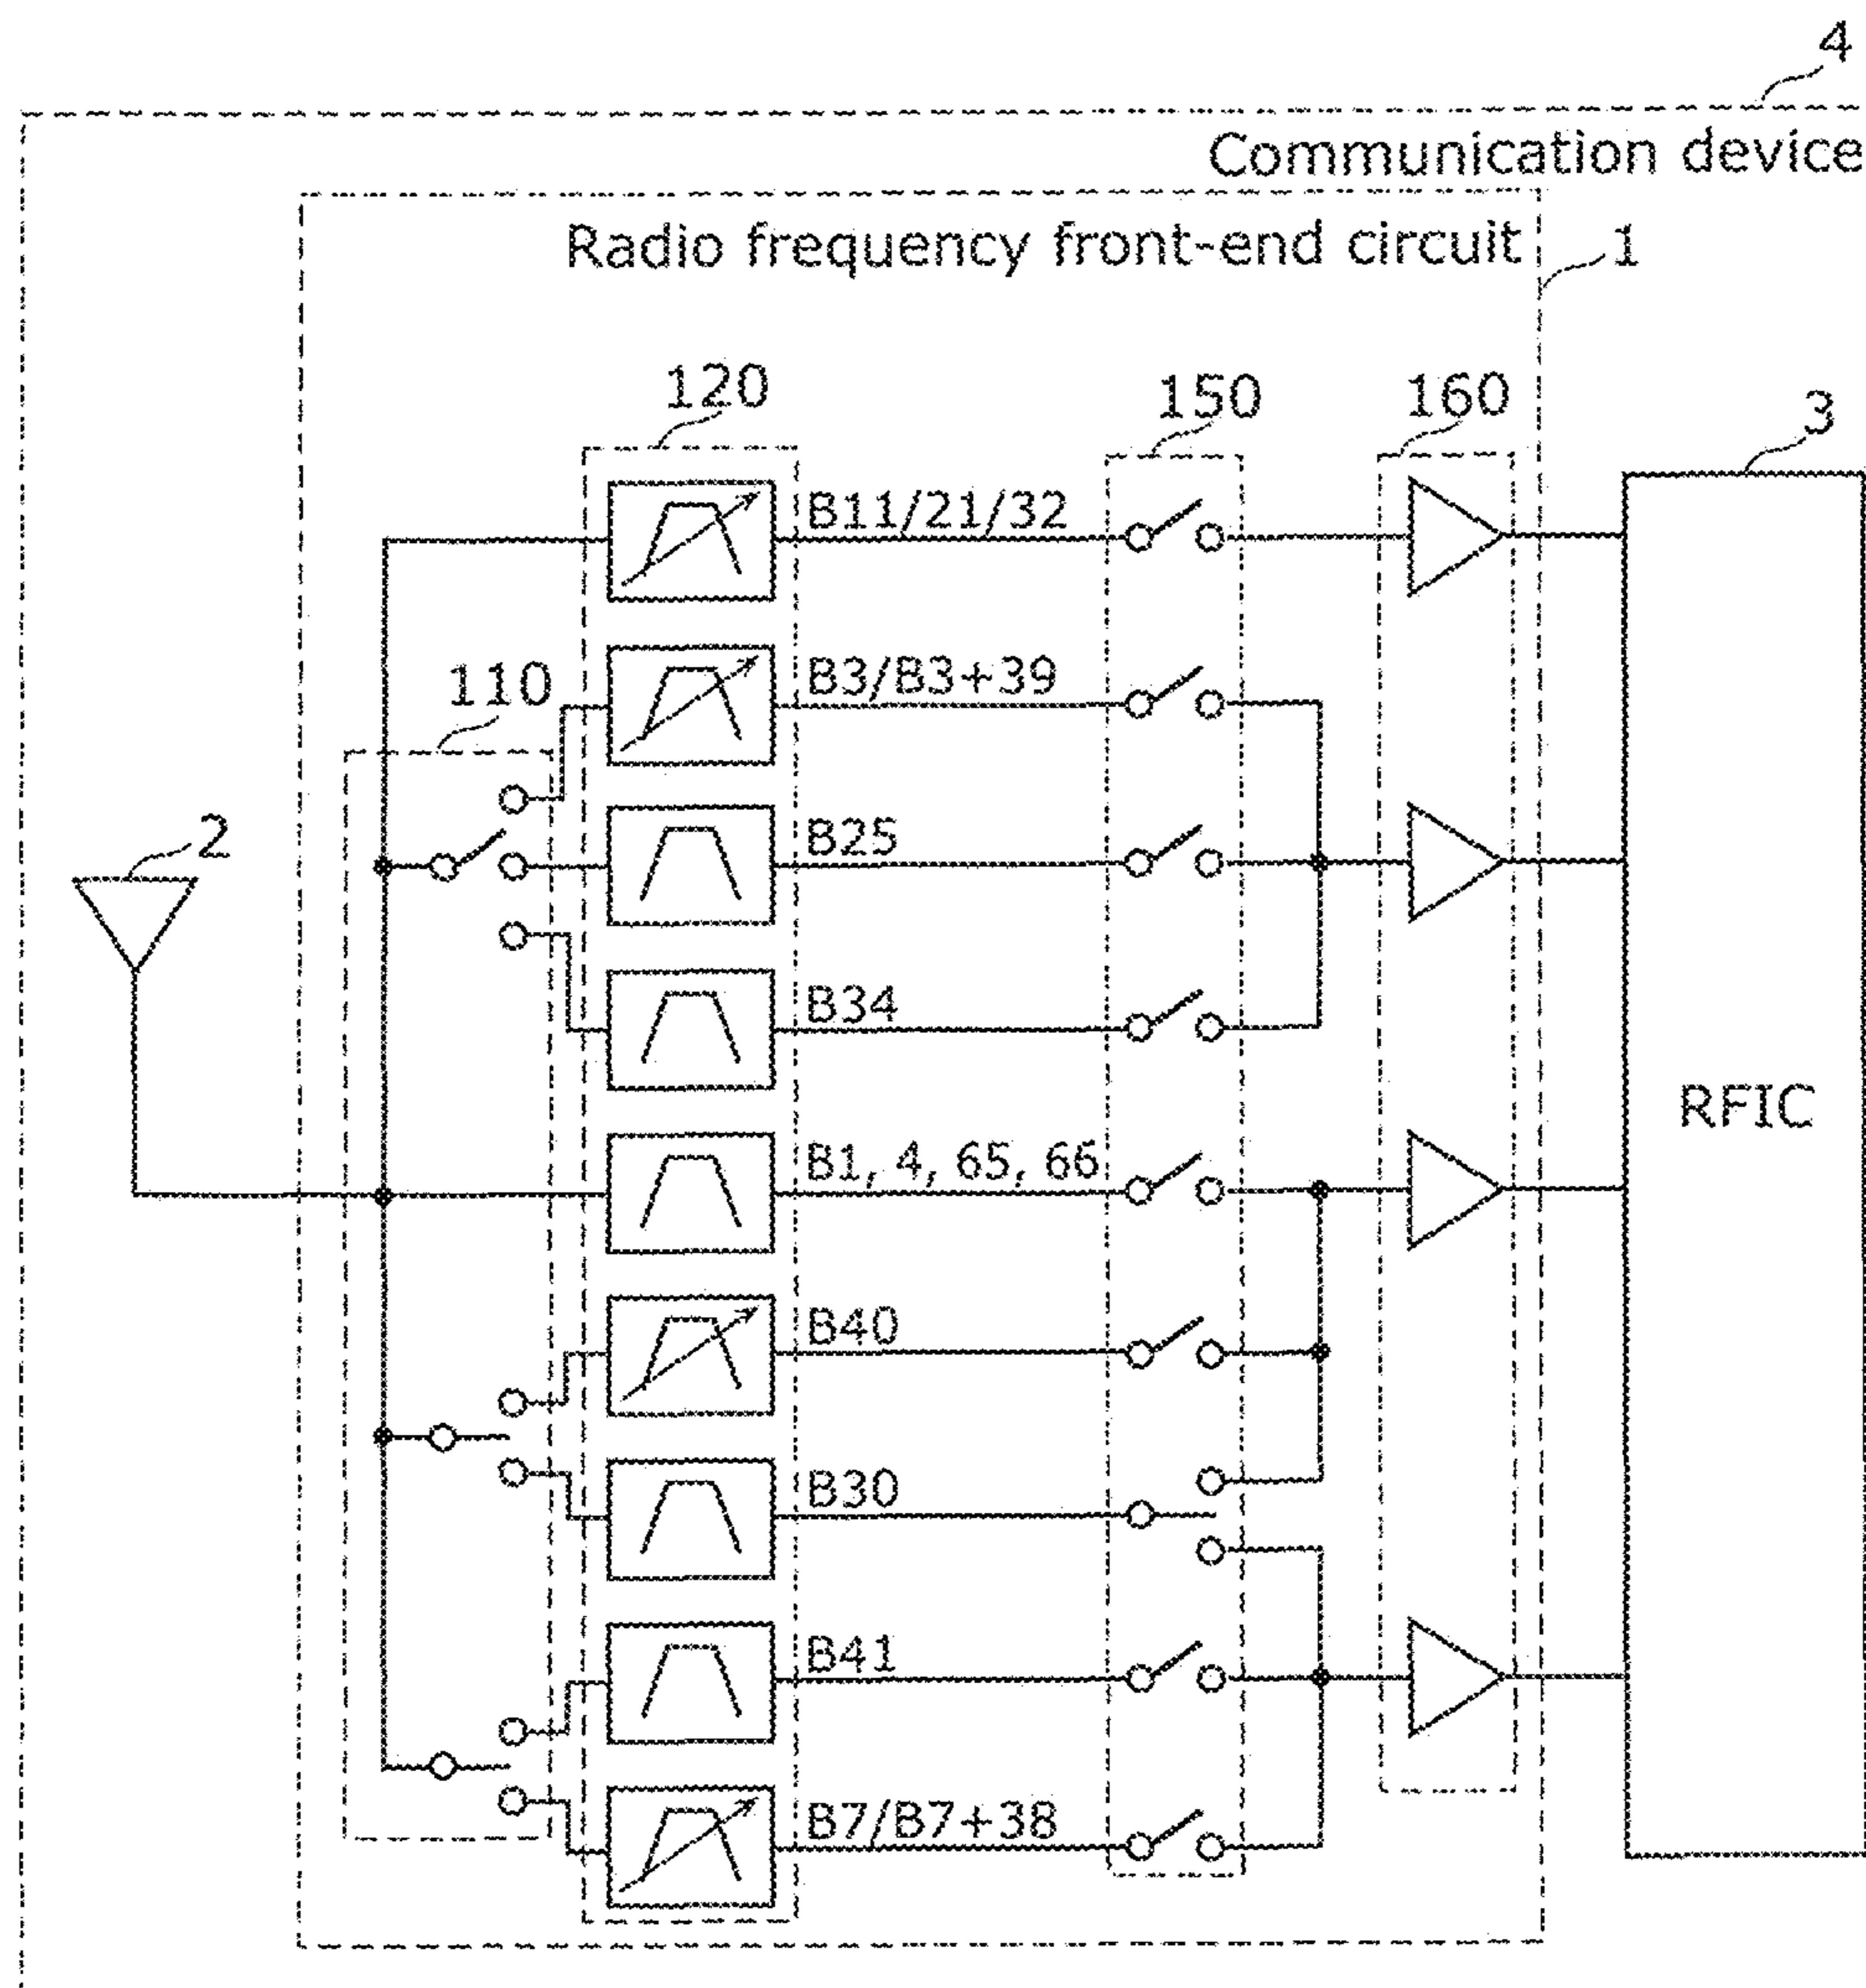 4
Communication device
Radio frequency front-end circuit
1
120
150
160
3
B11/21/32
B3/B3+39
110
B25
2
B34
RFIC
B1, 4, 65, 66
B40
B30
B41
B7/B7+38